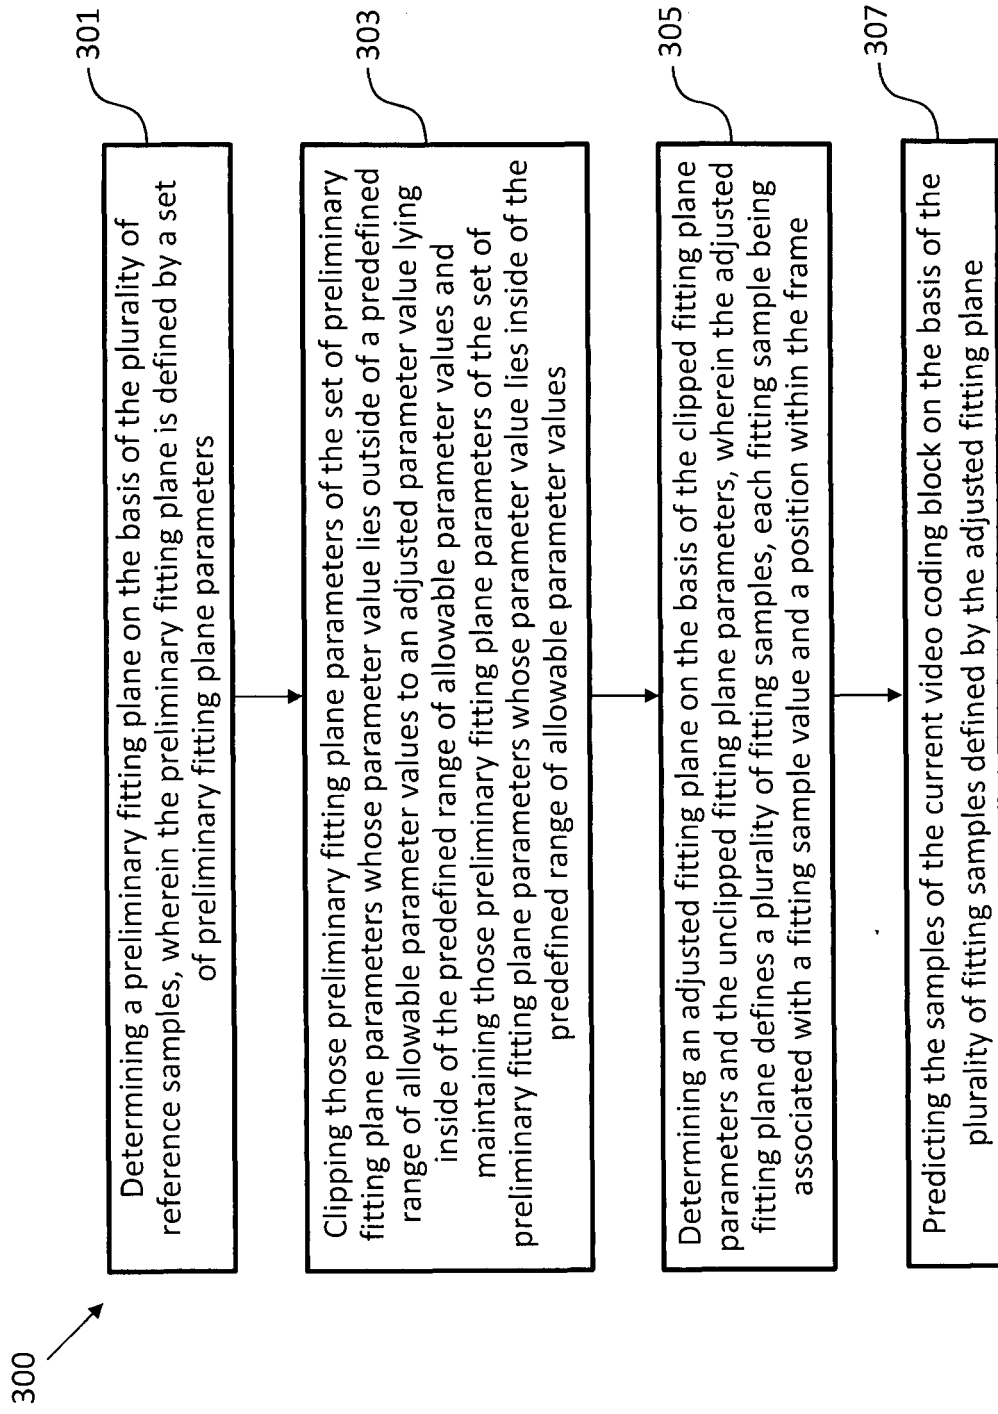 300
301
Determining a preliminary fitting plane on the basis of the plurality of
reference samples, wherein the preliminary fitting plane is defined by a set
of preliminary fitting plane parameters
303
Clipping those preliminary fitting plane parameters of the set of preliminary
fitting plane parameters whose parameter value lies outside of a predefined
range of allowable parameter values to an adjusted parameter value lying
inside of the predefined range of allowable parameter values and
maintaining those preliminary fitting plane parameters of the set of
preliminary fitting plane parameters whose parameter value lies inside of the
predefined range of allowable parameter values
305
Determining an adjusted fitting plane on the basis of the clipped fitting plane
parameters and the unclipped fitting plane parameters, wherein the adjusted
fitting plane defines a plurality of fitting samples, each fitting sample being
associated with a fitting sample value and a position within the frame
307
Predicting the samples of the current video coding block on the basis of the
plurality of fitting samples defined by the adjusted fitting plane